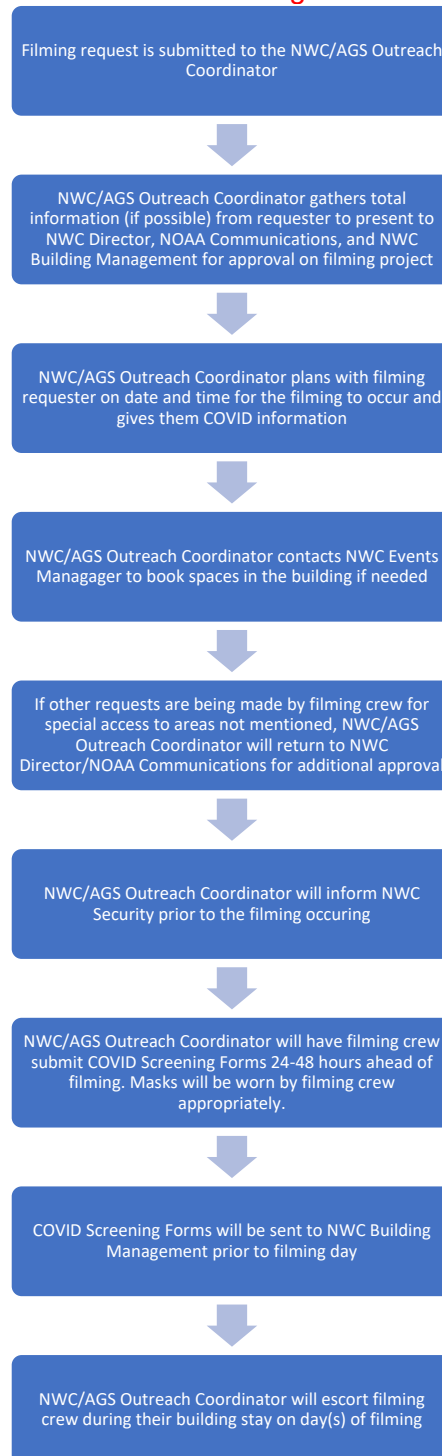 Filming request is submitted to the NWC/AGS Outreach
Coordinator
NWC/AGS Outreach Coordinator gathers total
information (if possible) from requester to present to
NWC Director, NOAA Communications, and NWC
Building Management for approval on filming project
NWC/AGS Outreach Coordinator plans with filming
requester on date and time for the filming to occur and
gives them COVID information
NWC/AGS Outreach Coordinator contacts NWC Events
Managager to book spaces in the building if needed
If other requests are being made by filming crew for
special access to areas not mentioned, NWC/AGS
Outreach Coordinator will return to NWC
Director/NOAA Communications for additional approval
NWC/AGS Outreach Coordinator will inform NWC
Security prior to the filming occuring
NWC/AGS Outreach Coordinator will have filming crew
submit COVID Screening Forms 24-48 hours ahead of
filming. Masks will be worn by filming crew
appropriately.
COVID Screening Forms will be sent to NWC Building
Management prior to filming day
NWC/AGS Outreach Coordinator will escort filming
crew during their building stay on day(s) of filming